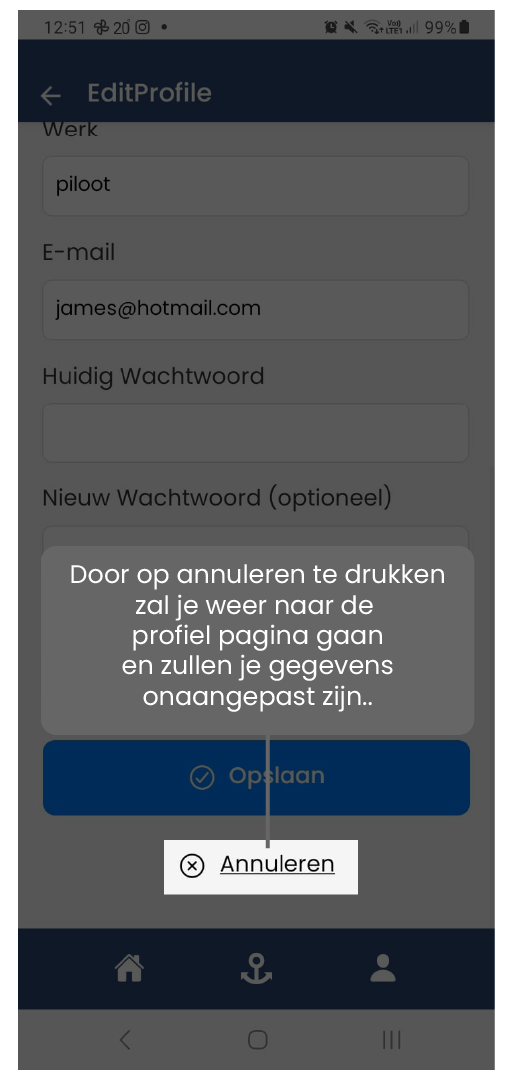 12:51 20° Vo)) LTE1 99%
EditProfile
Werk
piloot
E-mail
james@hotmail.com
Huidig Wachtwoord
Nieuw Wachtwoord (optioneel)
Door op annuleren te drukken
zal je weer naar de
profiel pagina gaan
en zullen je gegevens
onaangepast zijn..
Opslaan
Annuleren